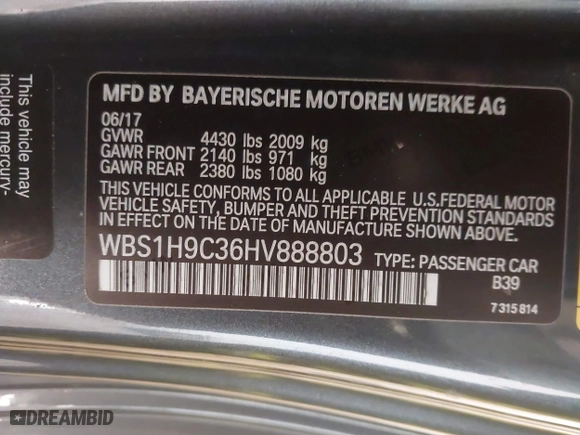 This vehicle may
include mercury-
MFD BY BAYERISCHE MOTOREN WERKE AG
06/17
GVWR 4430 lbs 2009 kg
GAWR FRONT 2140 lbs 971 kg
GAWR REAR 2380 lbs 1080 kg
THIS VEHICLE CONFORMS TO ALL APPLICABLE U.S.FEDERAL MOTOR
VEHICLE SAFETY, BUMPER AND THEFT PREVENTION STANDARDS
IN EFFECT ON THE DATE OF MANUFACTURE SHOWN ABOVE.
WBS1H9C36HV888803 TYPE: PASSENGER CAR
B39
7 315 814
DREAMBID